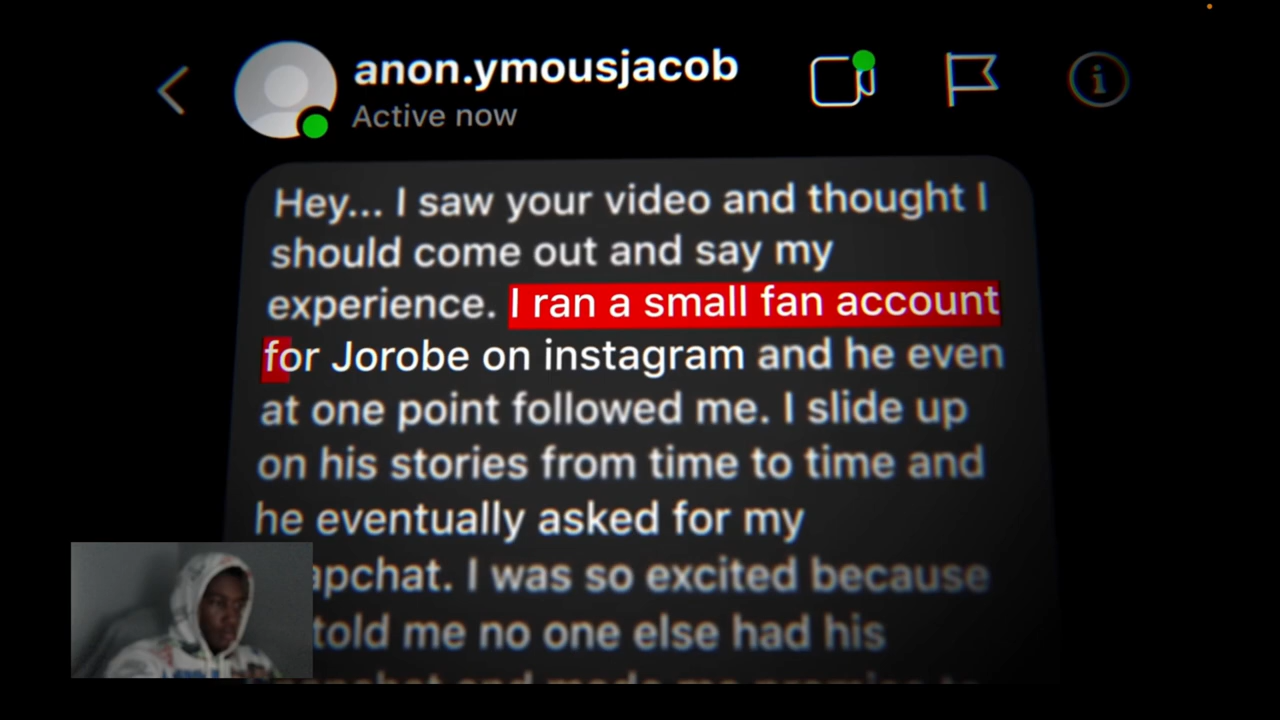 anon.ymousjacob
Active now
Hey... I saw your video and thought I
should come out and say my
experience. I ran a small fan account
for Jorobe on instagram and he even
at one point followed me. I slide up
on his stories from time to time and
he eventually asked for my
apchat. I was so excited because
told me no one else had his